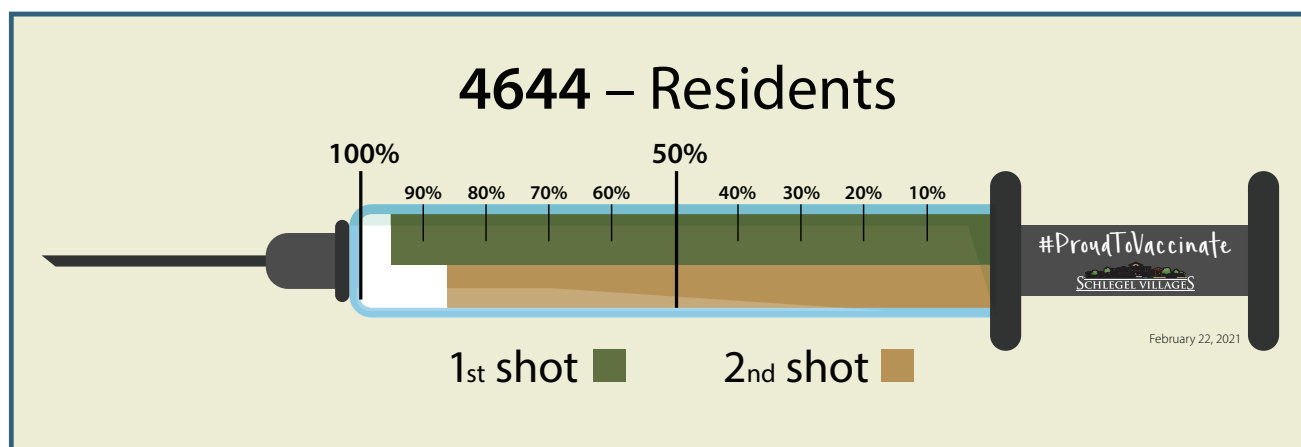 4644 – Residents
100% 50%
90% 80% 70% 60% 40% 30% 20% 10%
#ProudToVaccinate
SCHLEGEL VILLAGES
February 22, 2021
1st shot 2nd shot